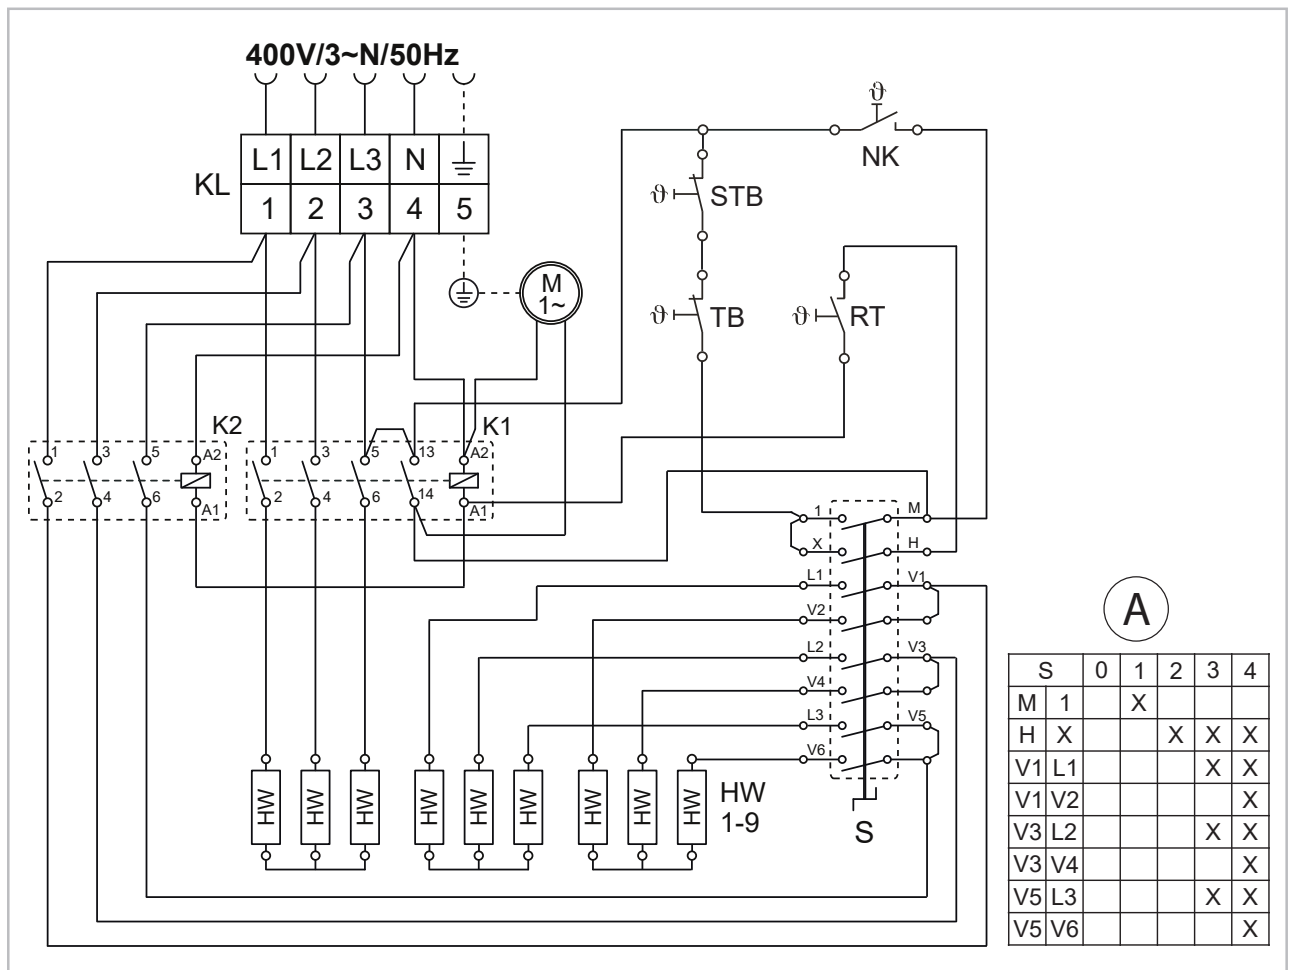 400V/3~N/50Hz
L1 L2 L3 N
KL
1 2 3 4 5
M
1~
ϑ
NK
ϑ STB
ϑ TB
ϑ RT
K2
K1
1 3 5 A2
2 4 6 A1
1 3 5 13 A2
2 4 6 14 A1
1 M
X H
L1 V1
V2
L2 V3
V4
L3 V5
V6
S
HW HW HW HW HW HW HW HW HW
HW
1-9
A
S 0 1 2 3 4
M 1 X
H X X X X
V1 L1 X X
V1 V2 X
V3 L2 X X
V3 V4 X
V5 L3 X X
V5 V6 X